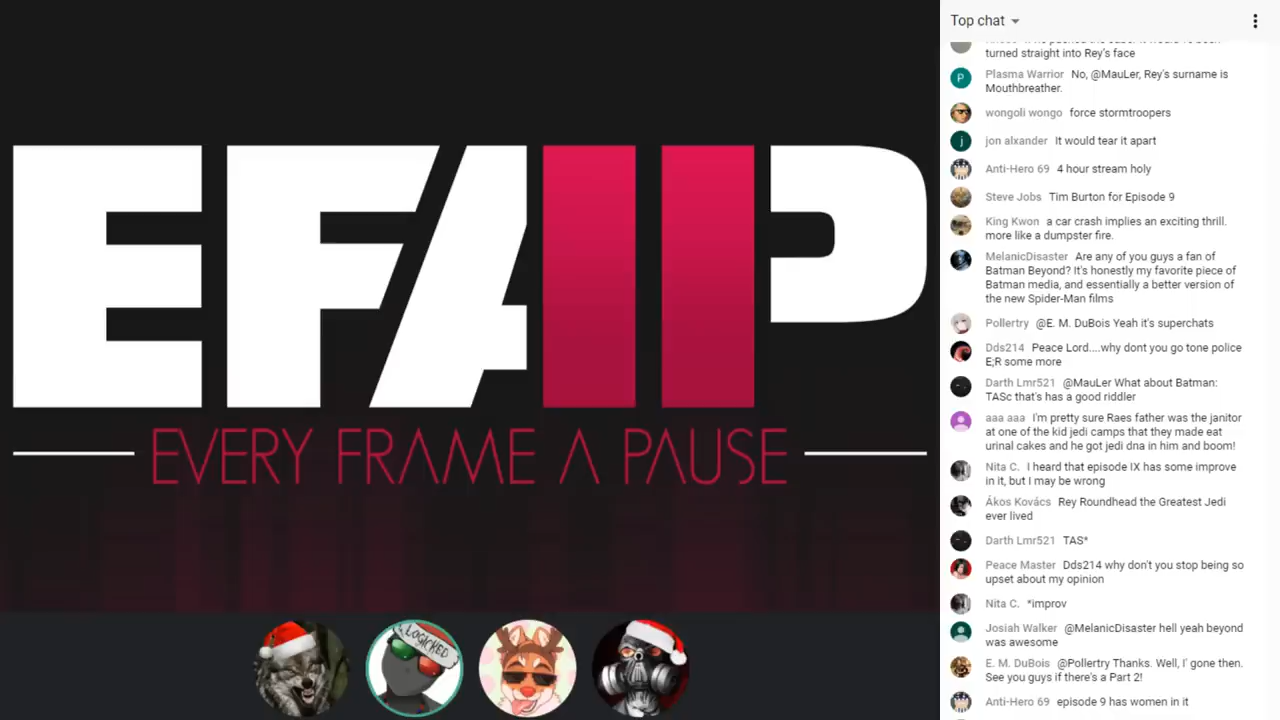 EFAP
EVERY FRAME A PAUSE
LOGICKED
Top chat
turned straight into Rey's face
Plasma Warrior No, @MauLer, Rey's surname is
Mouthbreather.
wongoli wongo force stormtroopers
jon alxander It would tear it apart
Anti-Hero 69 4 hour stream holy
Steve Jobs Tim Burton for Episode 9
King Kwon a car crash implies an exciting thrill.
more like a dumpster fire.
MelanicDisaster Are any of you guys a fan of
Batman Beyond? It's honestly my favorite piece of
Batman media, and essentially a better version of
the new Spider-Man films
Pollertry @E. M. DuBois Yeah it's superchats
Dds214 Peace Lord....why dont you go tone police
E;R some more
Darth Lmr521 @MauLer What about Batman:
TASc that's has a good riddler
aaa aaa I'm pretty sure Raes father was the janitor
at one of the kid jedi camps that they made eat
urinal cakes and he got jedi dna in him and boom!
Nita C. I heard that episode IX has some improve
in it, but I may be wrong
Ákos Kovács Rey Roundhead the Greatest Jedi
ever lived
Darth Lmr521 TAS*
Peace Master Dds214 why don't you stop being so
upset about my opinion
Nita C. *improv
Josiah Walker @MelanicDisaster hell yeah beyond
was awesome
E. M. DuBois @Pollertry Thanks. Well, I' gone then.
See you guys if there's a Part 2!
Anti-Hero 69 episode 9 has women in it